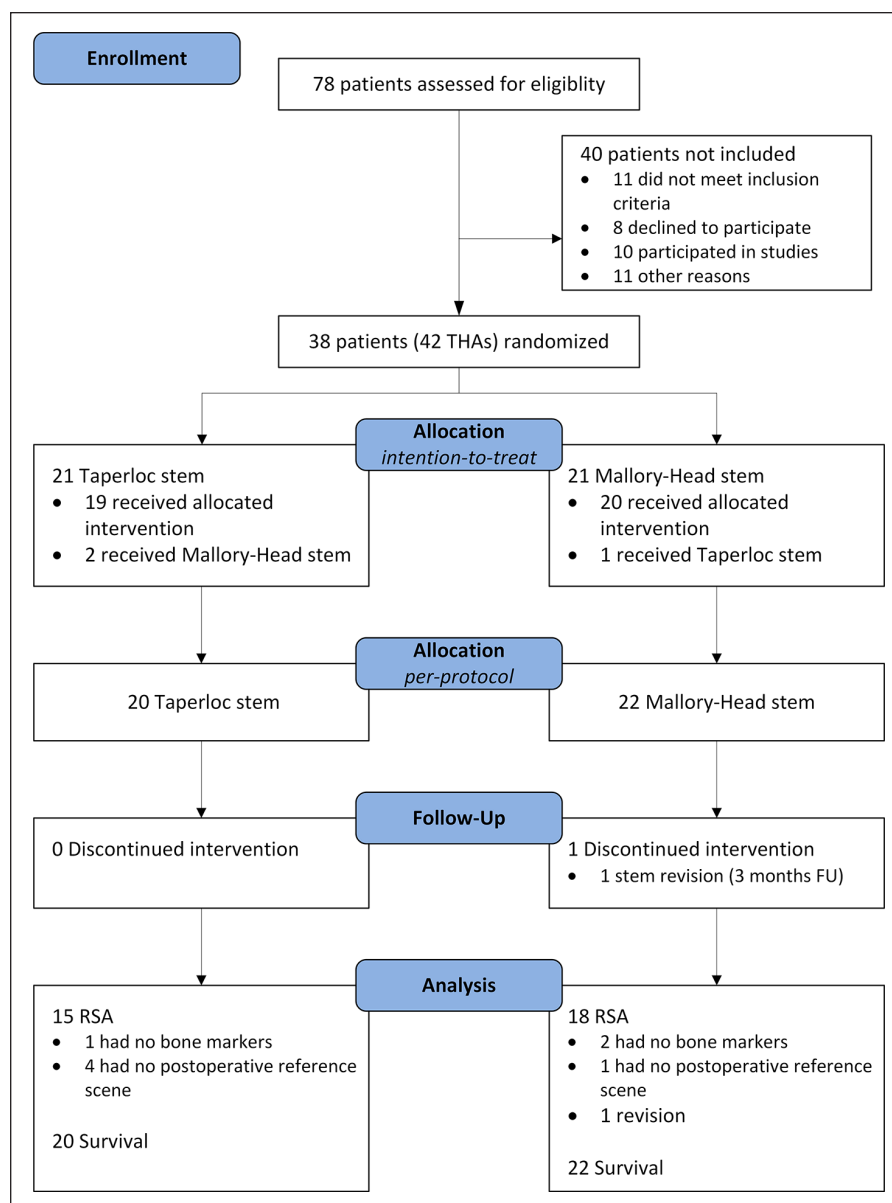 Enrollment
78 patients assessed for eligiblity
40 patients not included
• 11 did not meet inclusion
criteria
• 8 declined to participate
• 10 participated in studies
• 11 other reasons
38 patients (42 THAs) randomized
Allocation
intention-to-treat
21 Taperloc stem
• 19 received allocated
intervention
• 2 received Mallory-Head stem
21 Mallory-Head stem
• 20 received allocated
intervention
• 1 received Taperloc stem
Allocation
per-protocol
20 Taperloc stem
22 Mallory-Head stem
Follow-Up
0 Discontinued intervention
1 Discontinued intervention
• 1 stem revision (3 months FU)
Analysis
15 RSA
• 1 had no bone markers
• 4 had no postoperative reference
scene
20 Survival
18 RSA
• 2 had no bone markers
• 1 had no postoperative reference
scene
• 1 revision
22 Survival